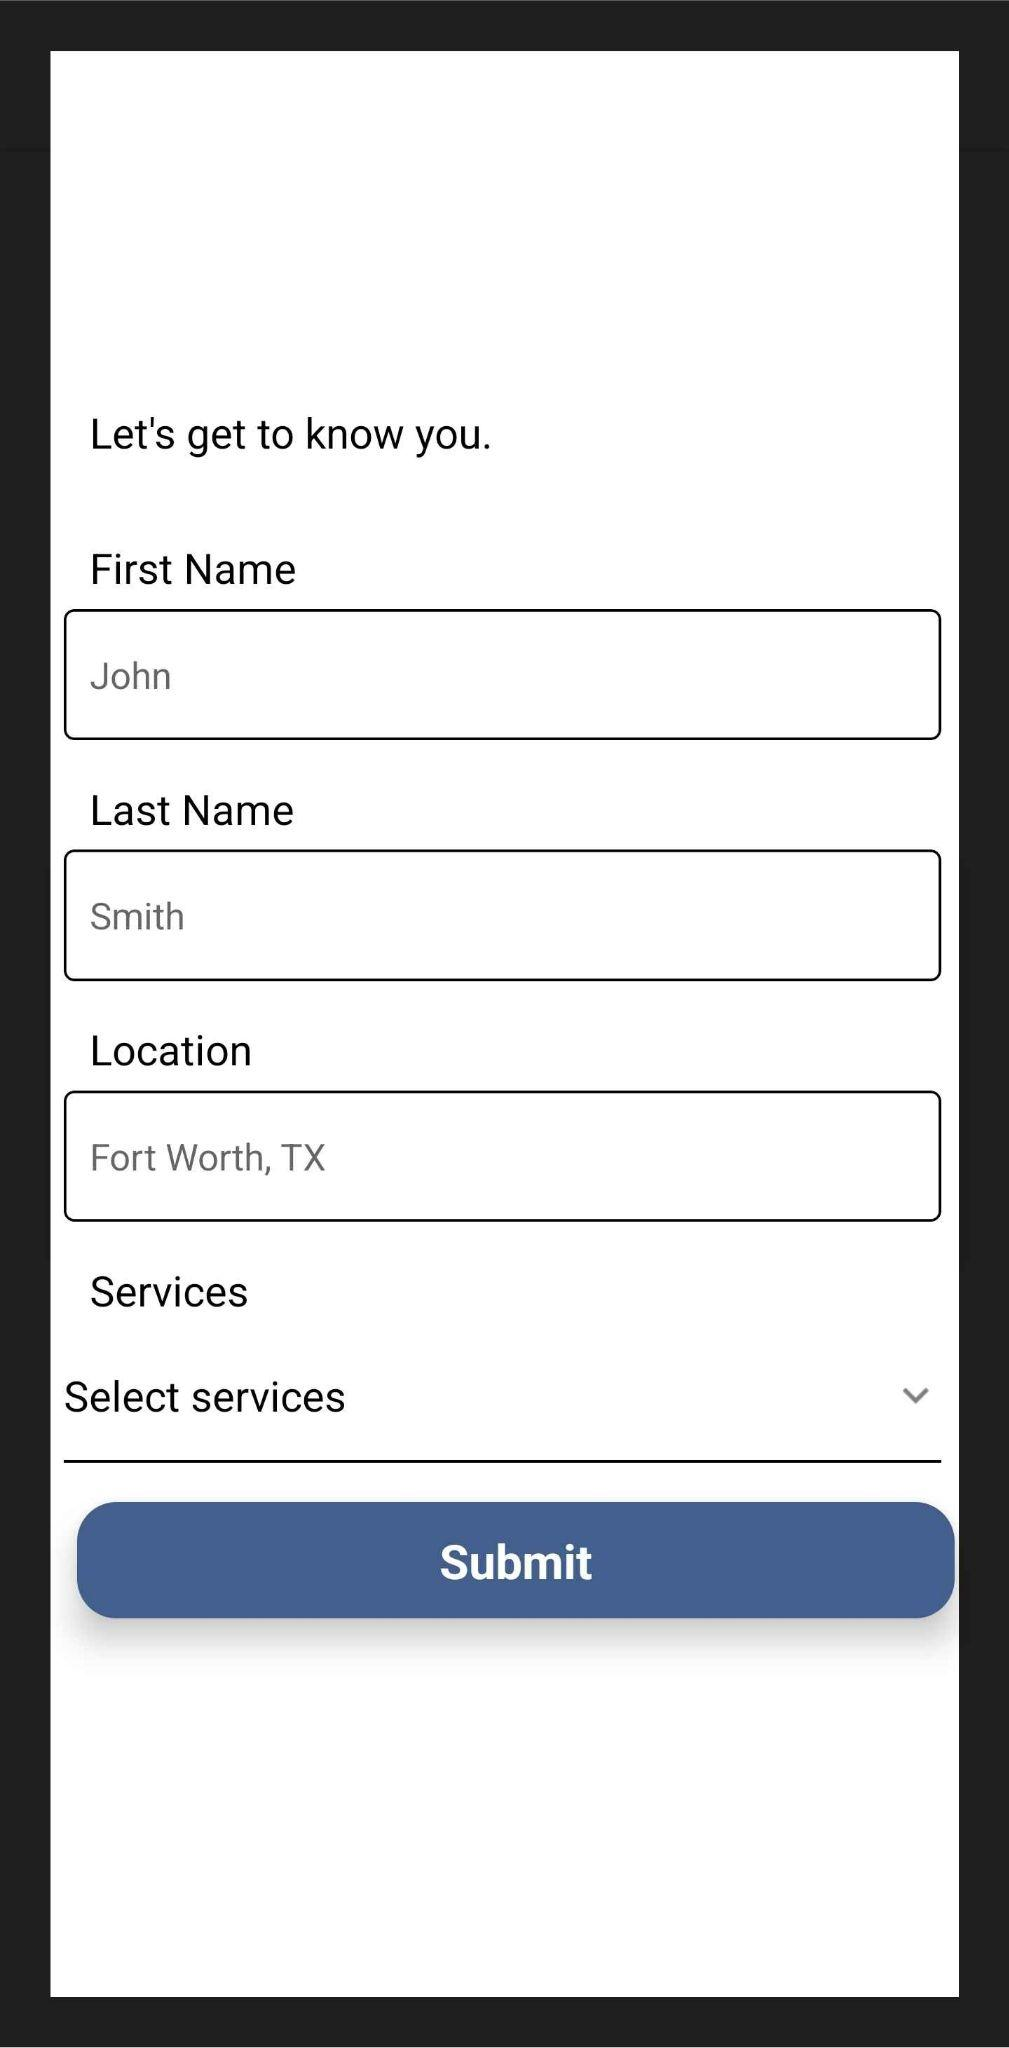 Let's get to know you.
First Name
John
Last Name
Smith
Location
Fort Worth, TX
Services
Select services
Submit